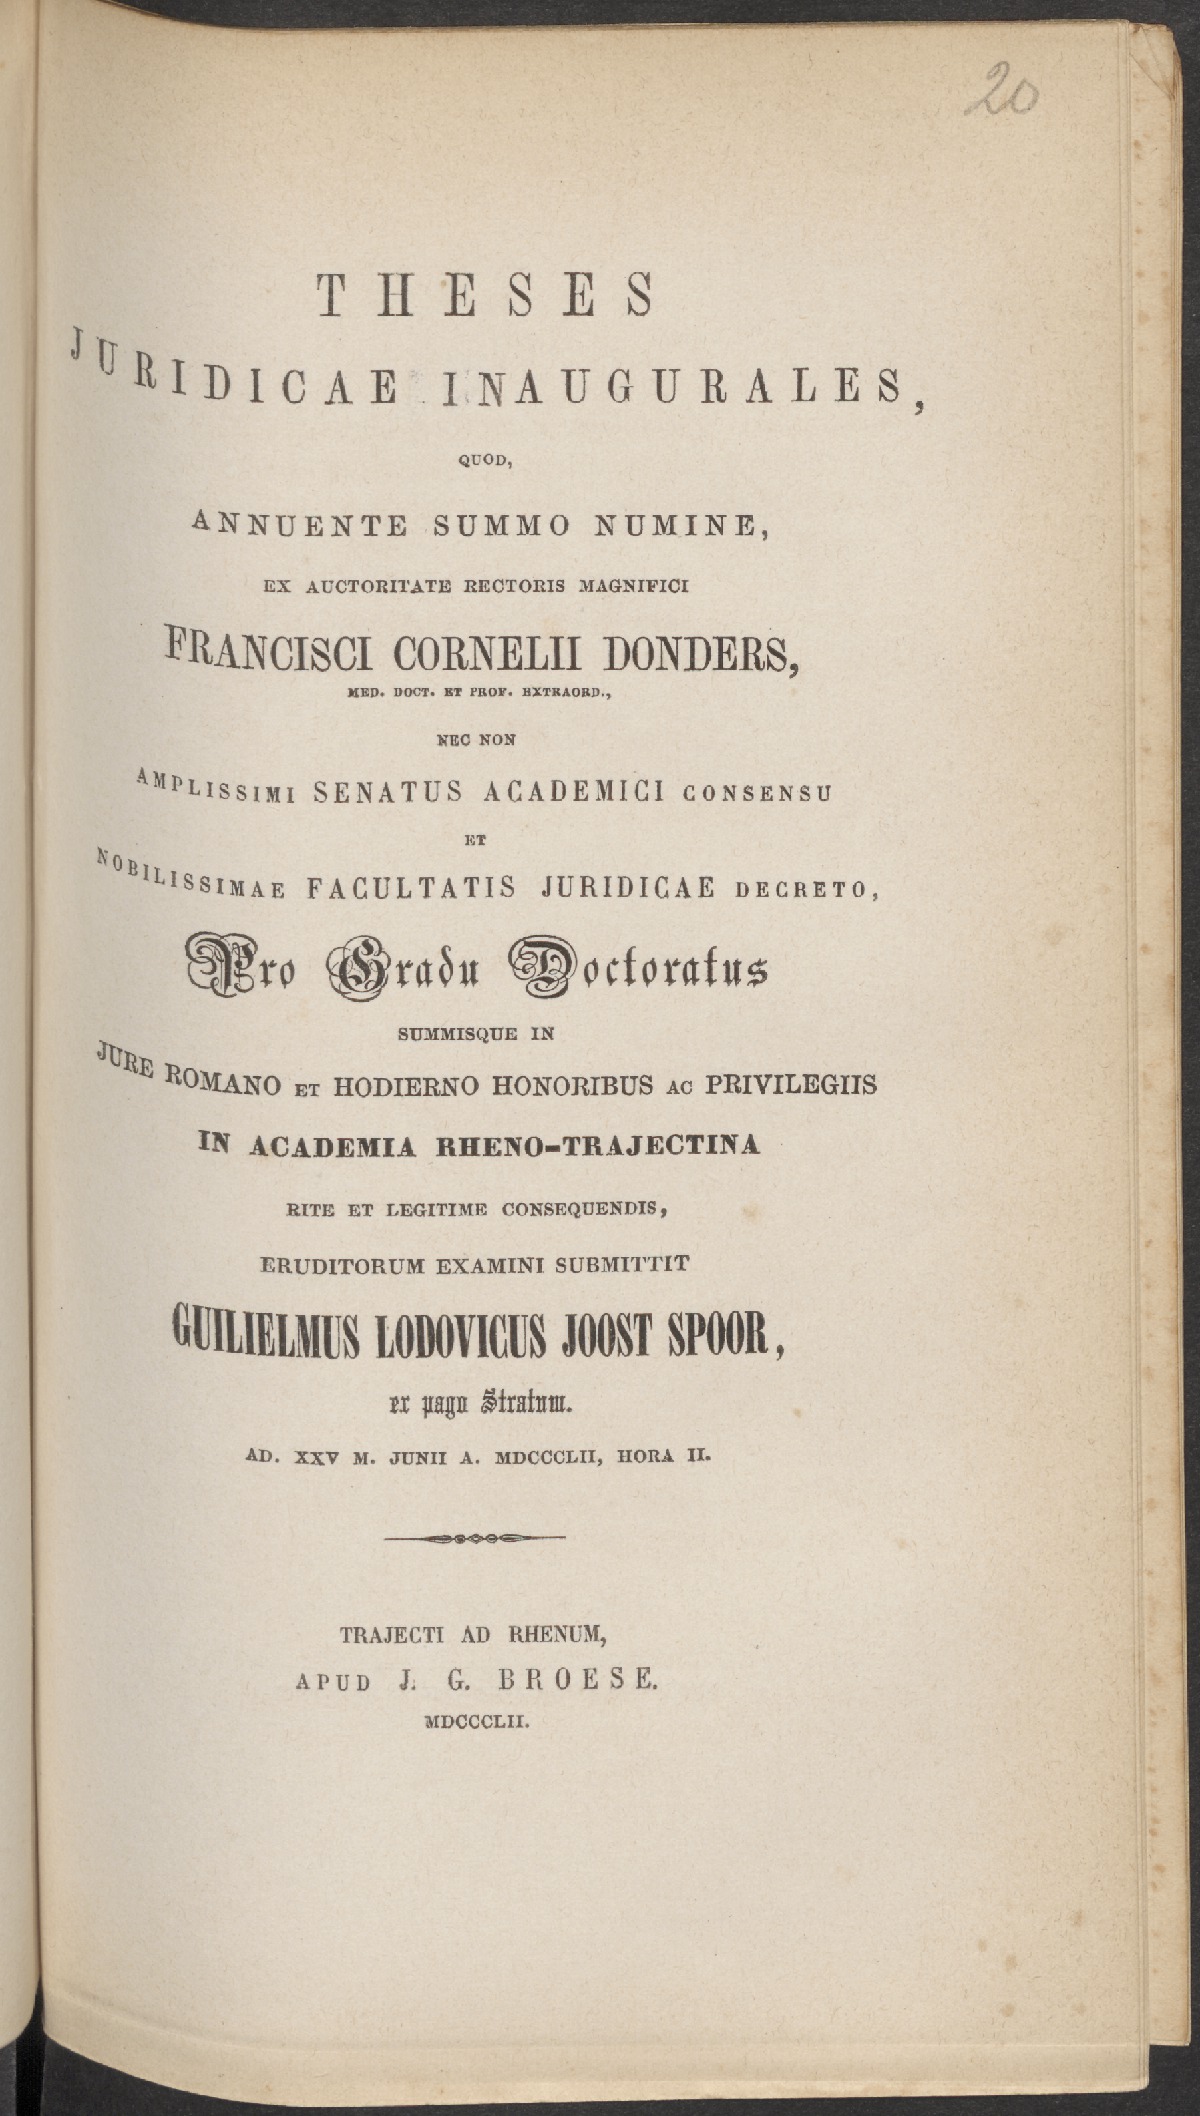 20
THESES
JURIDICAE INAUGURALES,
QUOD,
ANNUENTE SUMMO NUMINE,
EX AUCTORITATE RECTORIS MAGNIFICI
FRANCISCI CORNELII DONDERS,
MED. DOCT. ET PROF. EXTRAORD.,
NEC NON
AMPLISSIMI SENATUS ACADEMICI CONSENSU
ET
NOBILISSIMAE FACULTATIS JURIDICAE DECRETO,
Pro Gradu Doctoratus
SUMMISQUE IN
JURE ROMANO ET HODIERNO HONORIBUS AC PRIVILEGIIS
IN ACADEMIA RHENO-TRAJECTINA
RITE ET LEGITIME CONSEQUENDIS,
ERUDITORUM EXAMINI SUBMITTIT
GUILIELMUS LODOVICUS JOOST SPOOR,
ex pago Stratum.
AD. XXV M. JUNII A. MDCCCLII, HORA II.
TRAJECTI AD RHENUM,
APUD J. G. BROESE.
MDCCCLII.